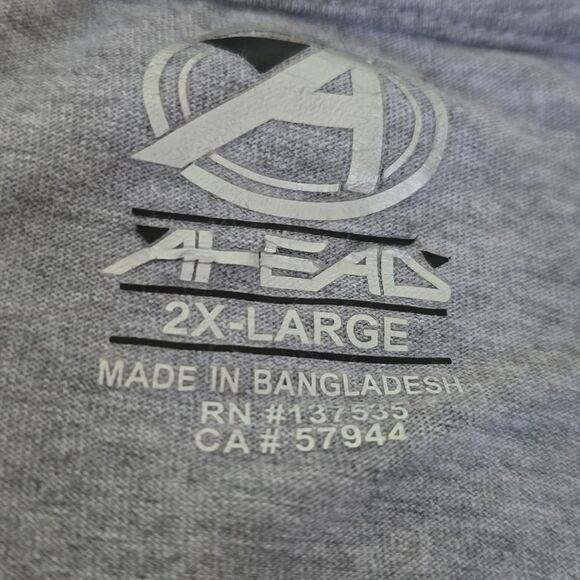 A
AHEAD
2X-LARGE
MADE IN BANGLADESH
RN #137535
CA # 57944